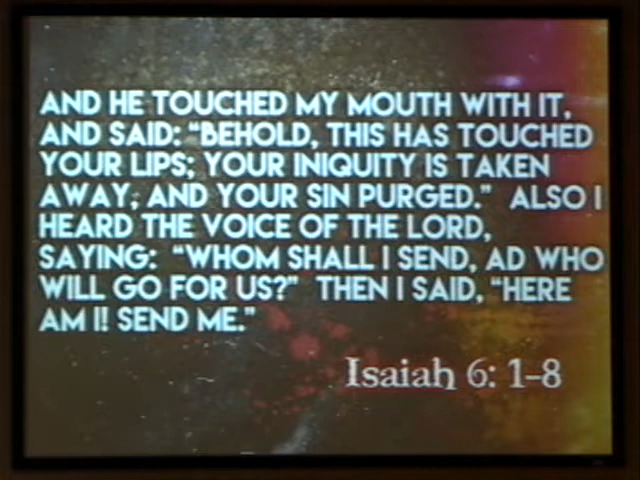 AND HE TOUCHED MY MOUTH WITH IT,
AND SAID: “BEHOLD, THIS HAS TOUCHED
YOUR LIPS; YOUR INIQUITY IS TAKEN
AWAY; AND YOUR SIN PURGED.” ALSO I
HEARD THE VOICE OF THE LORD,
SAYING: “WHOM SHALL I SEND, AD WHO
WILL GO FOR US?” THEN I SAID, “HERE
AM I! SEND ME.”
Isaiah 6: 1-8